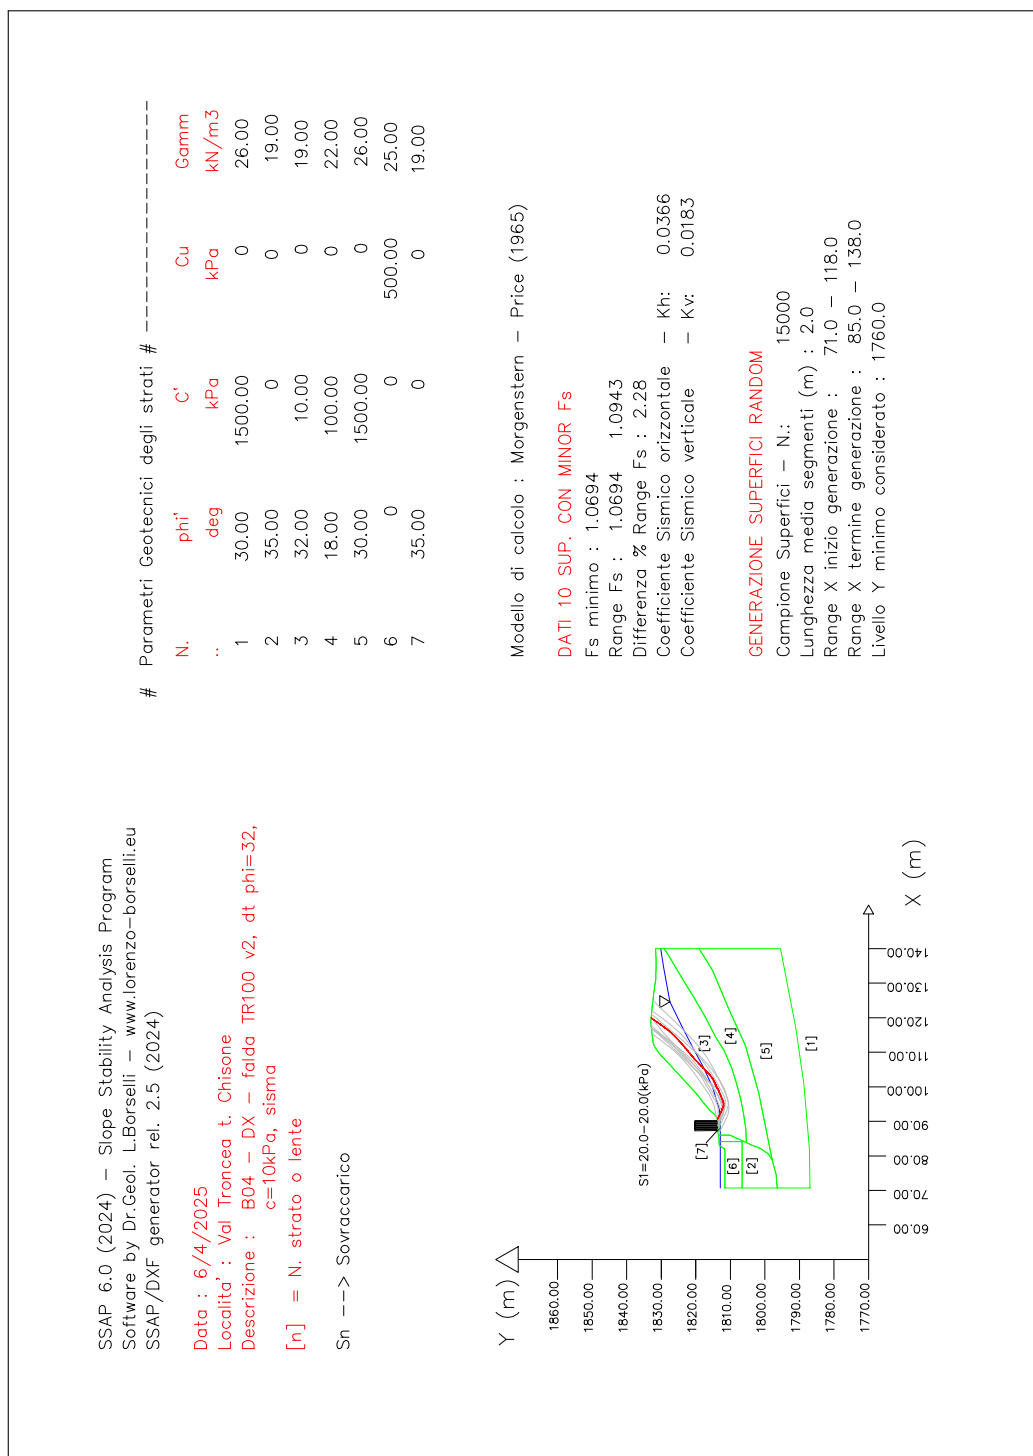 SSAP 6.0 (2024) - Slope Stability Analysis Program
Software by Dr.Geol. L.Borselli - www.lorenzo-borselli.eu
SSAP/DXF generator rel. 2.5 (2024)
Data : 6/4/2025
Localita' : Val Troncea t. Chisone
Descrizione : B04 - DX - falda TR100 v2, dt phi=32,
c=10kPa, sisma
[n] = N. strato o lente
Sn --> Sovraccarico
# Parametri Geotecnici degli strati # --------------------
N. phi' C' Cu Gamm
.. deg kPa kPa kN/m3
1 30.00 1500.00 0 26.00
2 35.00 0 0 19.00
3 32.00 10.00 0 19.00
4 18.00 100.00 0 22.00
5 30.00 1500.00 0 26.00
6 0 0 500.00 25.00
7 35.00 0 0 19.00
Modello di calcolo : Morgenstern - Price (1965)
DATI 10 SUP. CON MINOR Fs
Fs minimo : 1.0694
Range Fs : 1.0694 1.0943
Differenza % Range Fs : 2.28
Coefficiente Sismico orizzontale - Kh: 0.0366
Coefficiente Sismico verticale - Kv: 0.0183
GENERAZIONE SUPERFICI RANDOM
Campione Superfici - N.: 15000
Lunghezza media segmenti (m) : 2.0
Range X inizio generazione : 71.0 - 118.0
Range X termine generazione : 85.0 - 138.0
Livello Y minimo considerato : 1760.0
Y (m)
1860.00
1850.00
1840.00
1830.00
1820.00
1810.00
1800.00
1790.00
1780.00
1770.00
S1=20.0-20.0(kPa)
[7]
[6]
[2]
[3]
[4]
[5]
[1]
60.00
70.00
80.00
90.00
100.00
110.00
120.00
130.00
140.00
X (m)